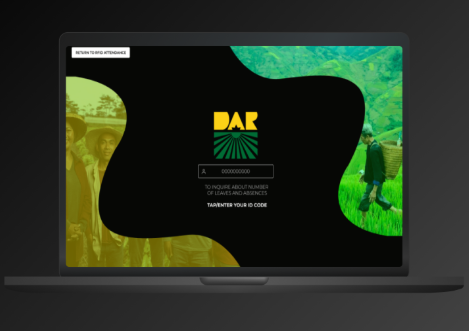 RETURN TO RFID ATTENDANCE
DAR
0000000000
TO INQUIRE ABOUT NUMBER
OF LEAVES AND ABSENCES
TAP/ENTER YOUR ID CODE